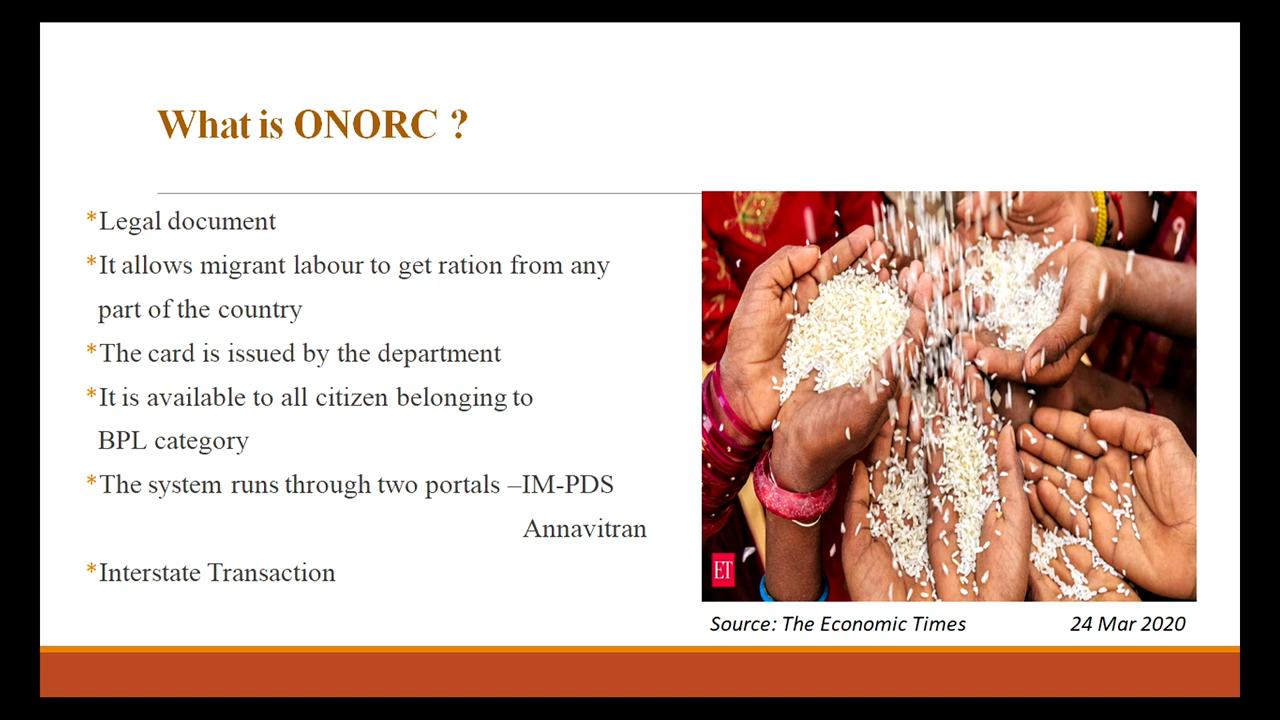 What is ONORC ?
*Legal document
*It allows migrant labour to get ration from any
part of the country
*The card is issued by the department
*It is available to all citizen belonging to
BPL category
*The system runs through two portals –IM-PDS
Annavitran
*Interstate Transaction
ET
Source: The Economic Times 24 Mar 2020